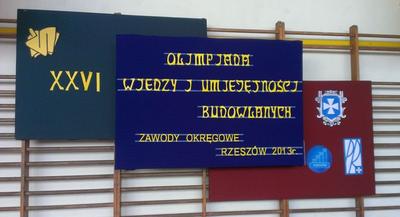 XXVI
OLIMPIADA
WIEDZY I UMIEJĘTNOŚCI
BUDOWLANYCH
ZAWODY OKRĘGOWE
RZESZÓW 2013r.